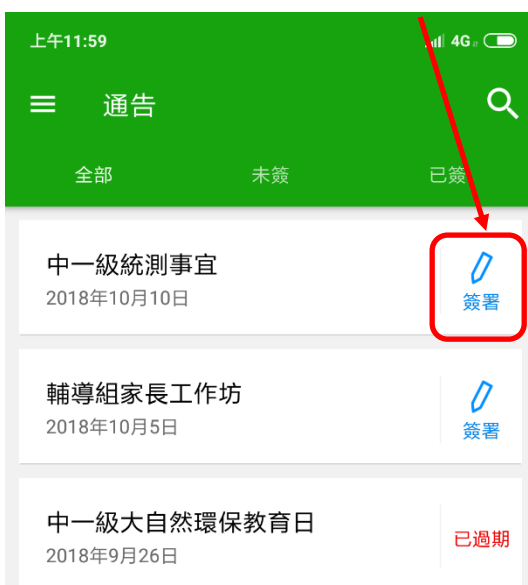 上午11:59
4G
通告
全部 未簽 已簽
中一級統測事宜
2018年10月10日
簽署
輔導組家長工作坊
2018年10月5日
簽署
中一級大自然環保教育日
2018年9月26日
已過期